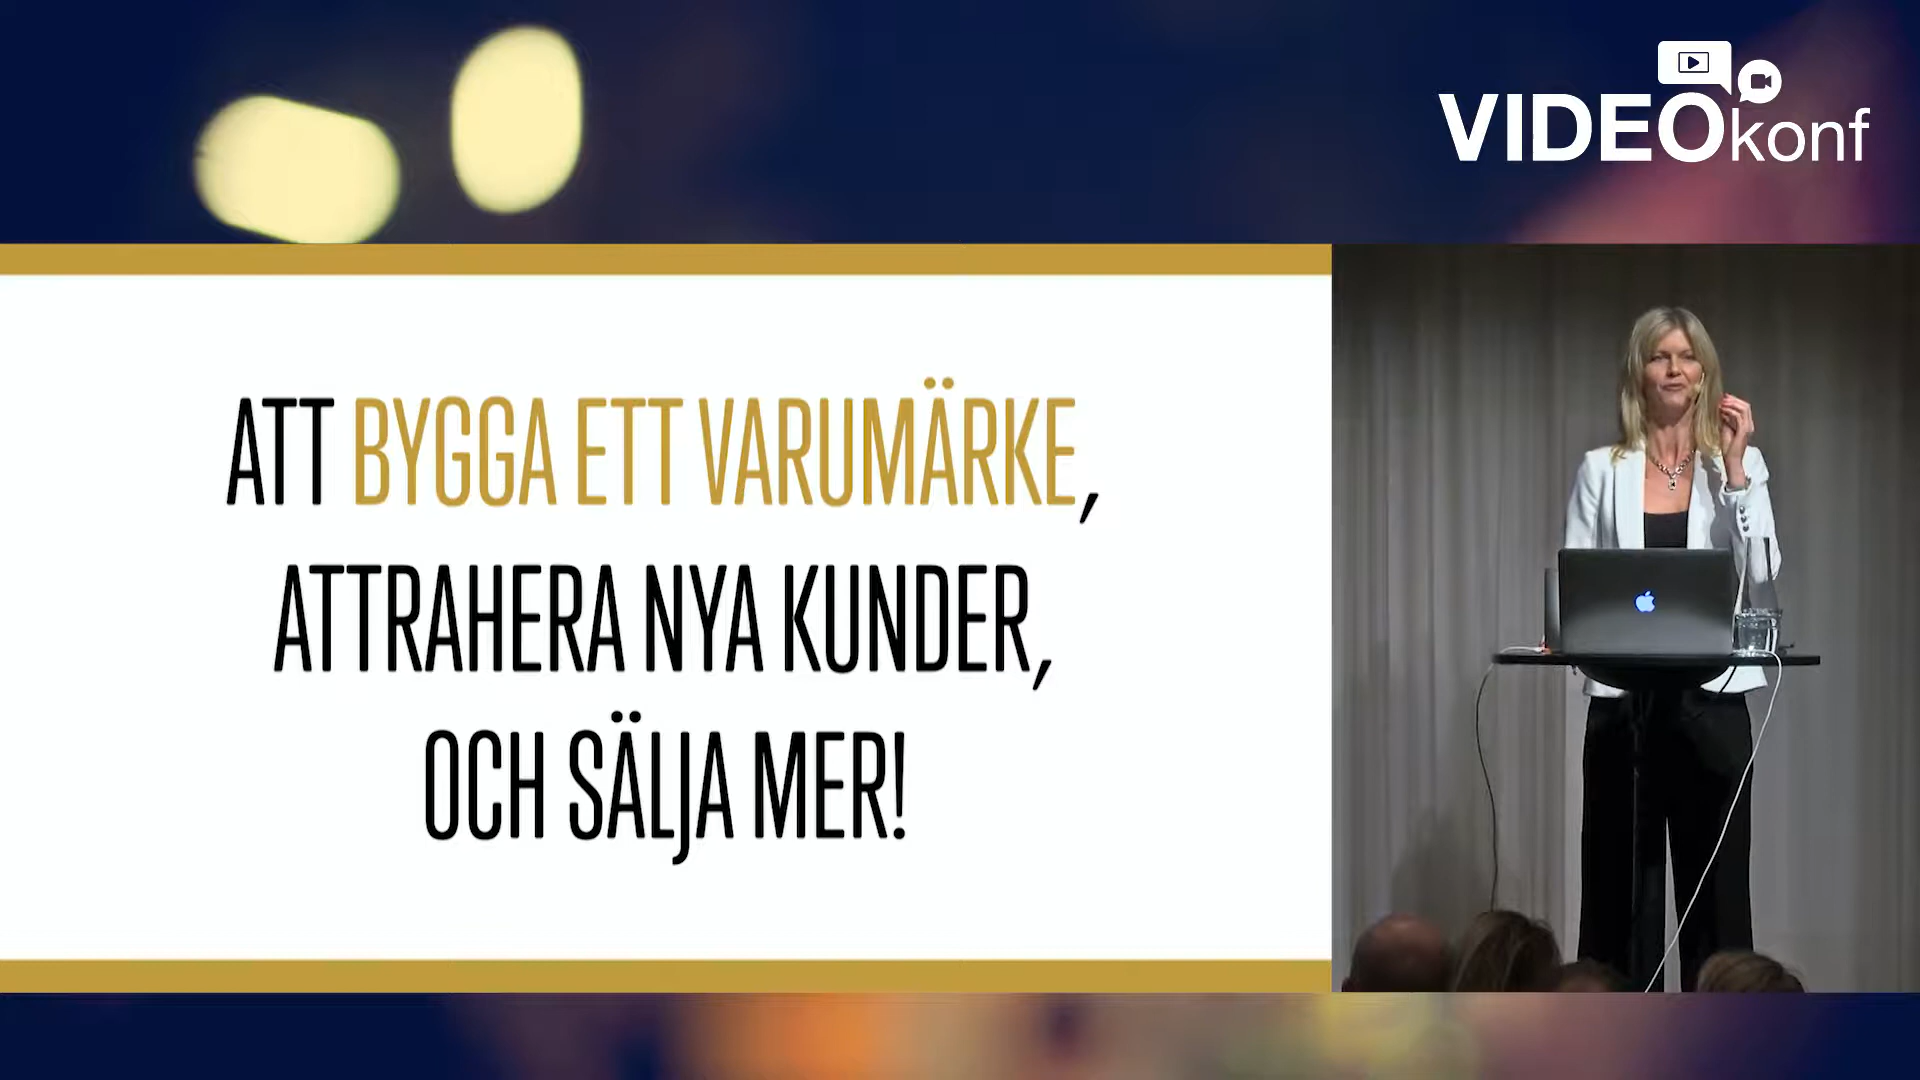 VIDEOkonf
ATT BYGGA ETT VARUMÄRKE,
ATTRAHERA NYA KUNDER,
OCH SÄLJA MER!